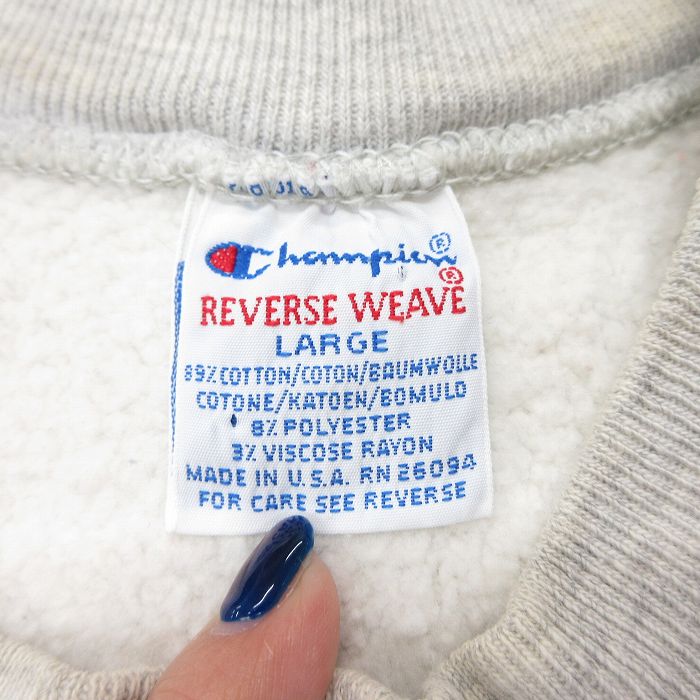 Champion®
REVERSE WEAVE®
LARGE
89% COTTON/COTON/BAUMWOLLE
COTONE/KATOEN/BOMULD
8% POLYESTER
3% VISCOSE RAYON
MADE IN U.S.A. RN 26094
FOR CARE SEE REVERSE